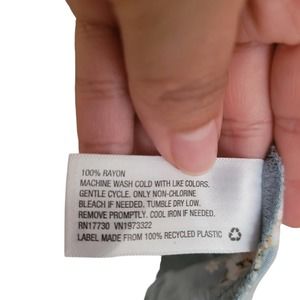 100% RAYON
MACHINE WASH COLD WITH LIKE COLORS.
GENTLE CYCLE. ONLY NON-CHLORINE
BLEACH IF NEEDED. TUMBLE DRY LOW.
REMOVE PROMPTLY. COOL IRON IF NEEDED.
RN17730 VN1973322
LABEL MADE FROM 100% RECYCLED PLASTIC